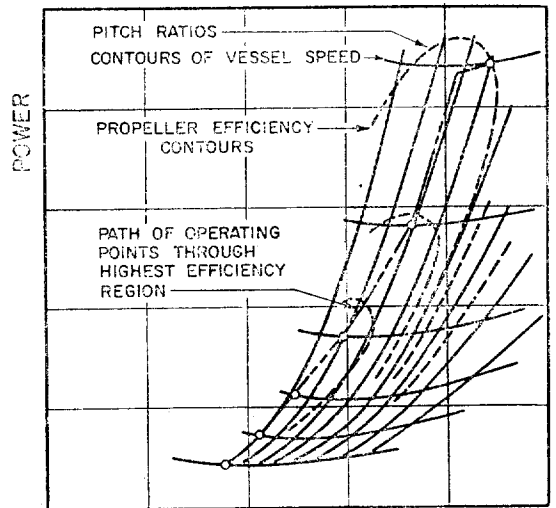 PITCH RATIOS
CONTOURS OF VESSEL SPEED
PROPELLER EFFICIENCY
CONTOURS
POWER
PATH OF OPERATING
POINTS THROUGH
HIGHEST EFFICIENCY
REGION